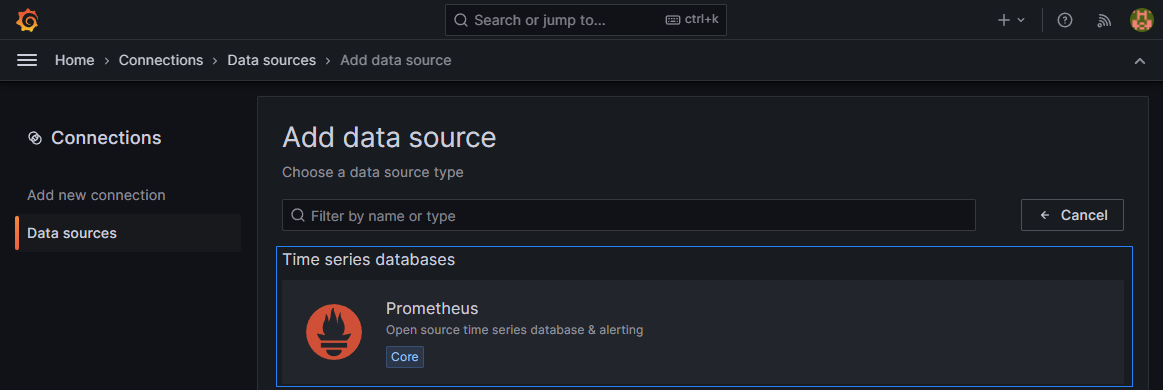 Search or jump to... ctrl+k
Home › Connections › Data sources › Add data source
Connections
Add new connection
Data sources
Add data source
Choose a data source type
Filter by name or type
Cancel
Time series databases
Prometheus
Open source time series database & alerting
Core